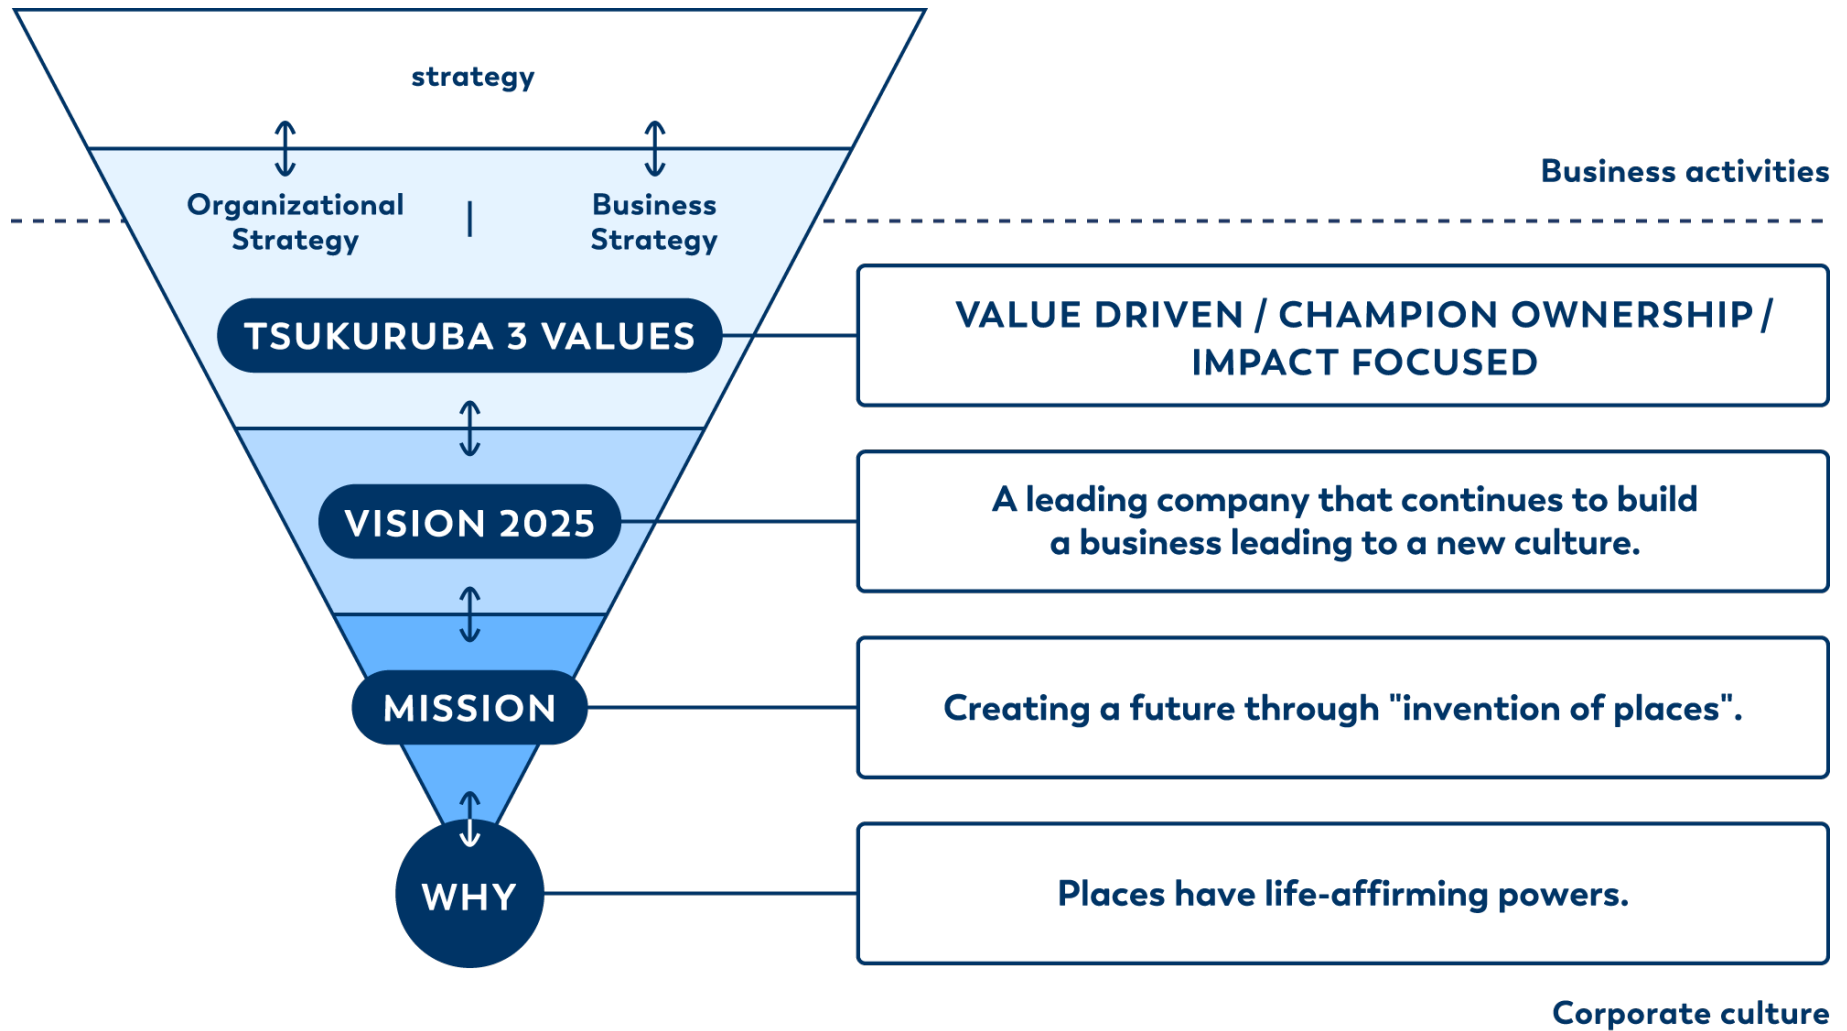 strategy
Business activities
Organizational
Strategy
|
Business
Strategy
TSUKURUBA 3 VALUES
VALUE DRIVEN / CHAMPION OWNERSHIP /
IMPACT FOCUSED
VISION 2025
A leading company that continues to build
a business leading to a new culture.
MISSION
Creating a future through "invention of places".
WHY
Places have life-affirming powers.
Corporate culture